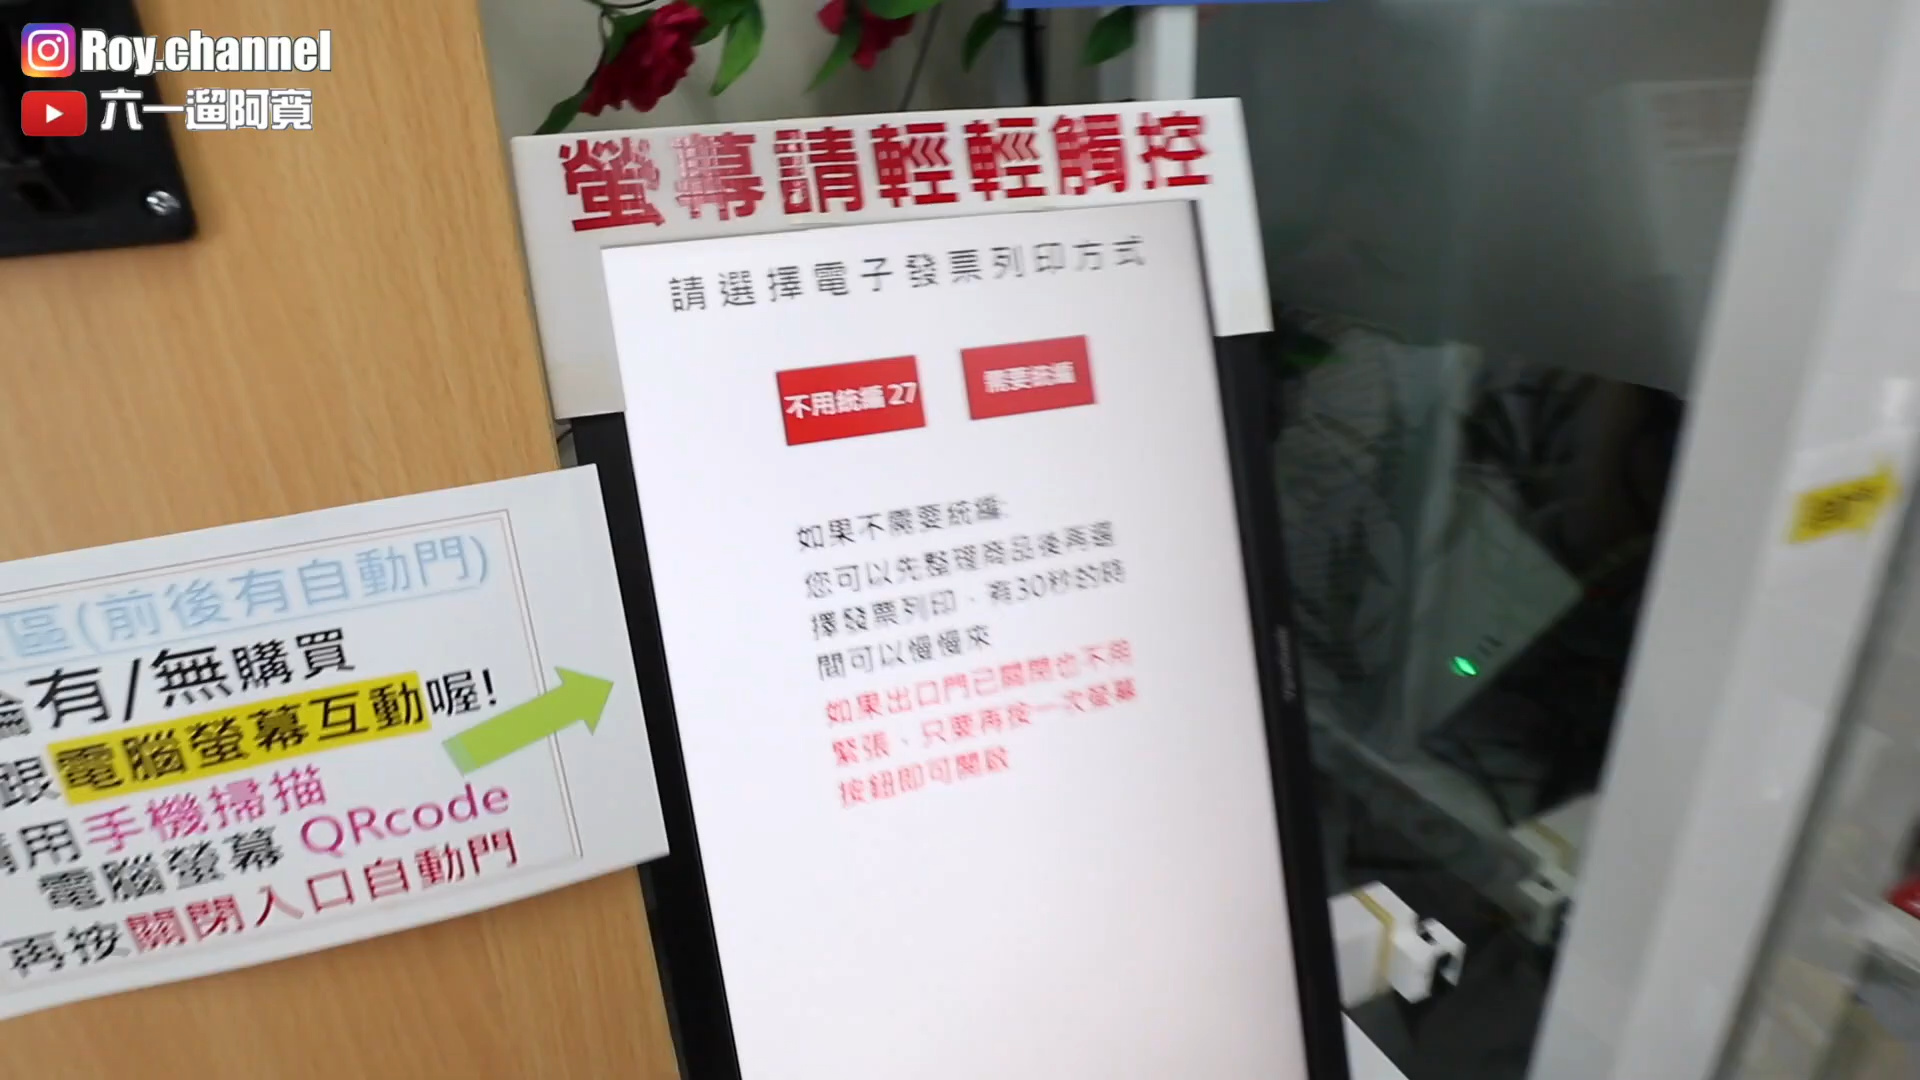 Roy.channel
六一遛阿寶
螢幕請輕輕觸控
請選擇電子發票列印方式
不用統編 27
需要統編
如果不需要統編:
您可以先整理商品後再選
擇發票列印，有30秒的時
間可以慢慢來
如果出口門已關閉也不用
緊張，只要再按一次螢幕
按鈕即可開啟
區(前後有自動門)
有/無購買
跟電腦螢幕互動喔!
用手機掃描
電腦螢幕 QRcode
再按關閉入口自動門